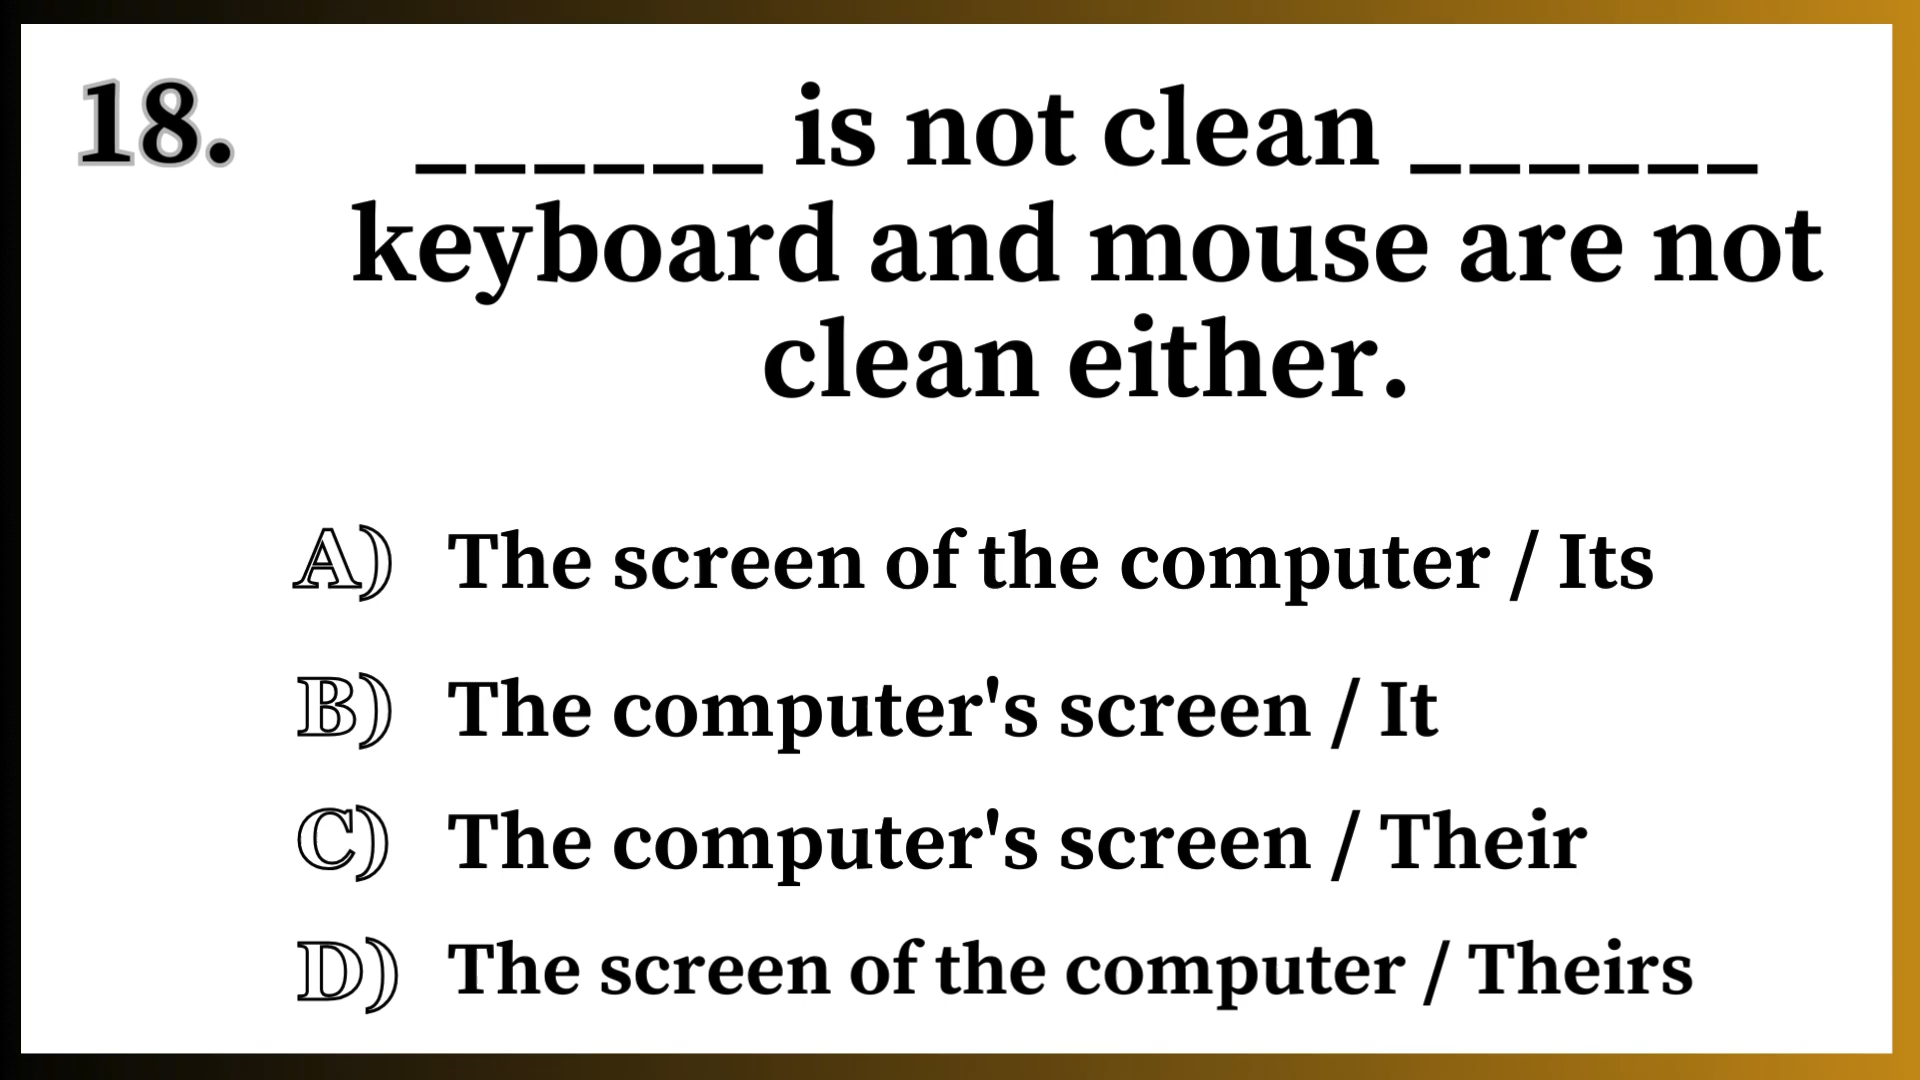 18. ______ is not clean ______
keyboard and mouse are not
clean either.
A) The screen of the computer / Its
B) The computer's screen / It
C) The computer's screen / Their
D) The screen of the computer / Theirs